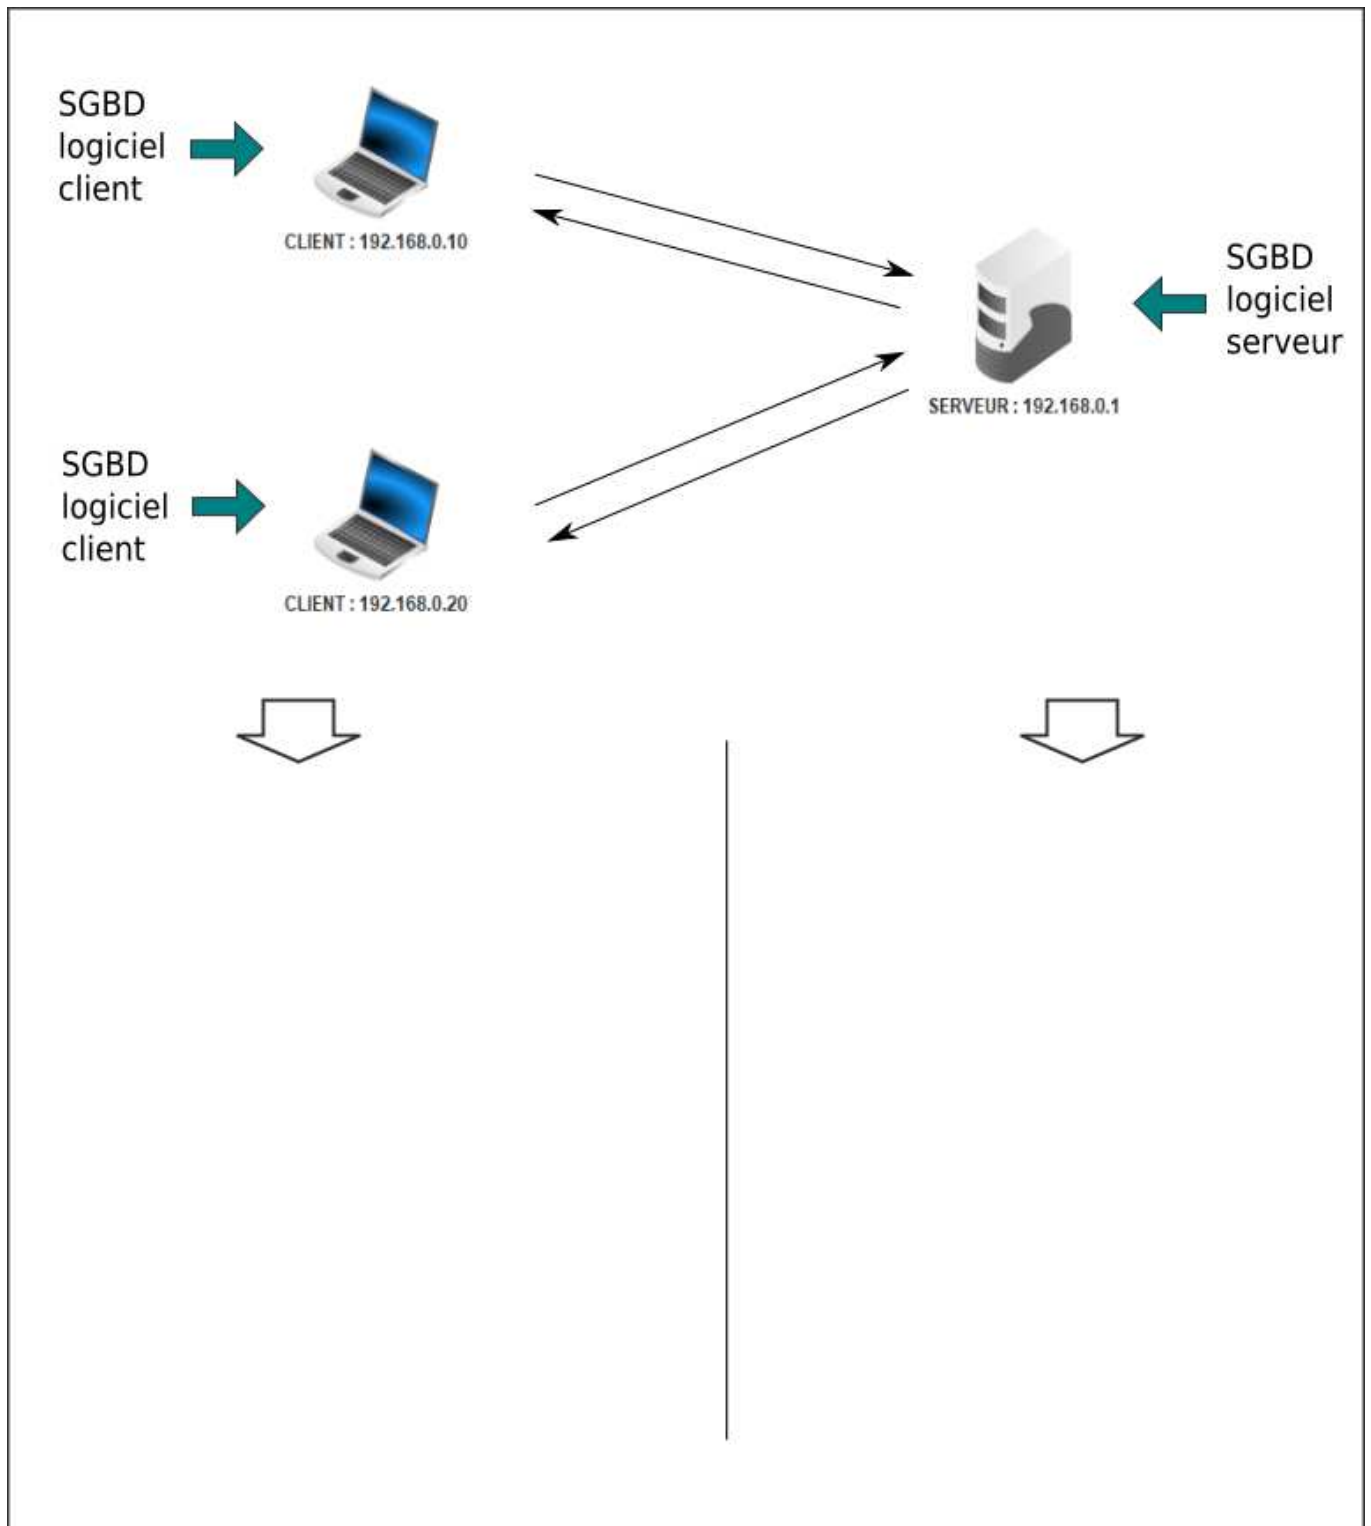 SGBD
logiciel
client
CLIENT : 192.168.0.10
SGBD
logiciel
serveur
SERVEUR : 192.168.0.1
SGBD
logiciel
client
CLIENT : 192.168.0.20